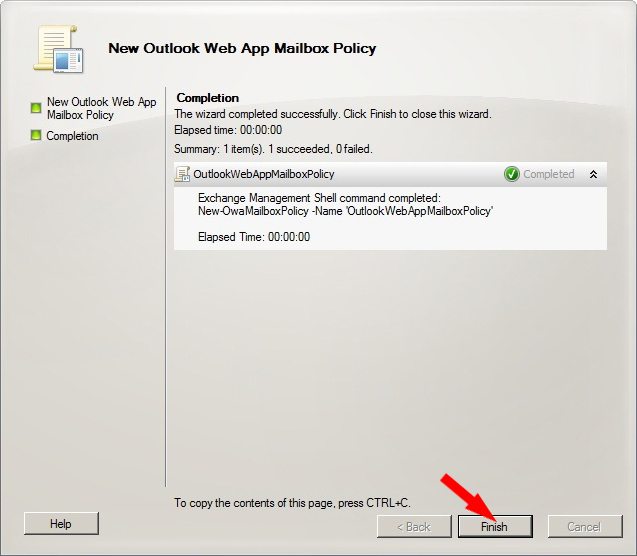 New Outlook Web App Mailbox Policy
New Outlook Web App
Mailbox Policy
Completion
Completion
The wizard completed successfully. Click Finish to close this wizard.
Elapsed time: 00:00:00
Summary: 1 item(s). 1 succeeded, 0 failed.
OutlookWebAppMailboxPolicy Completed
Exchange Management Shell command completed:
New-OwaMailboxPolicy -Name 'OutlookWebAppMailboxPolicy'
Elapsed Time: 00:00:00
To copy the contents of this page, press CTRL+C.
Help < Back Finish Cancel